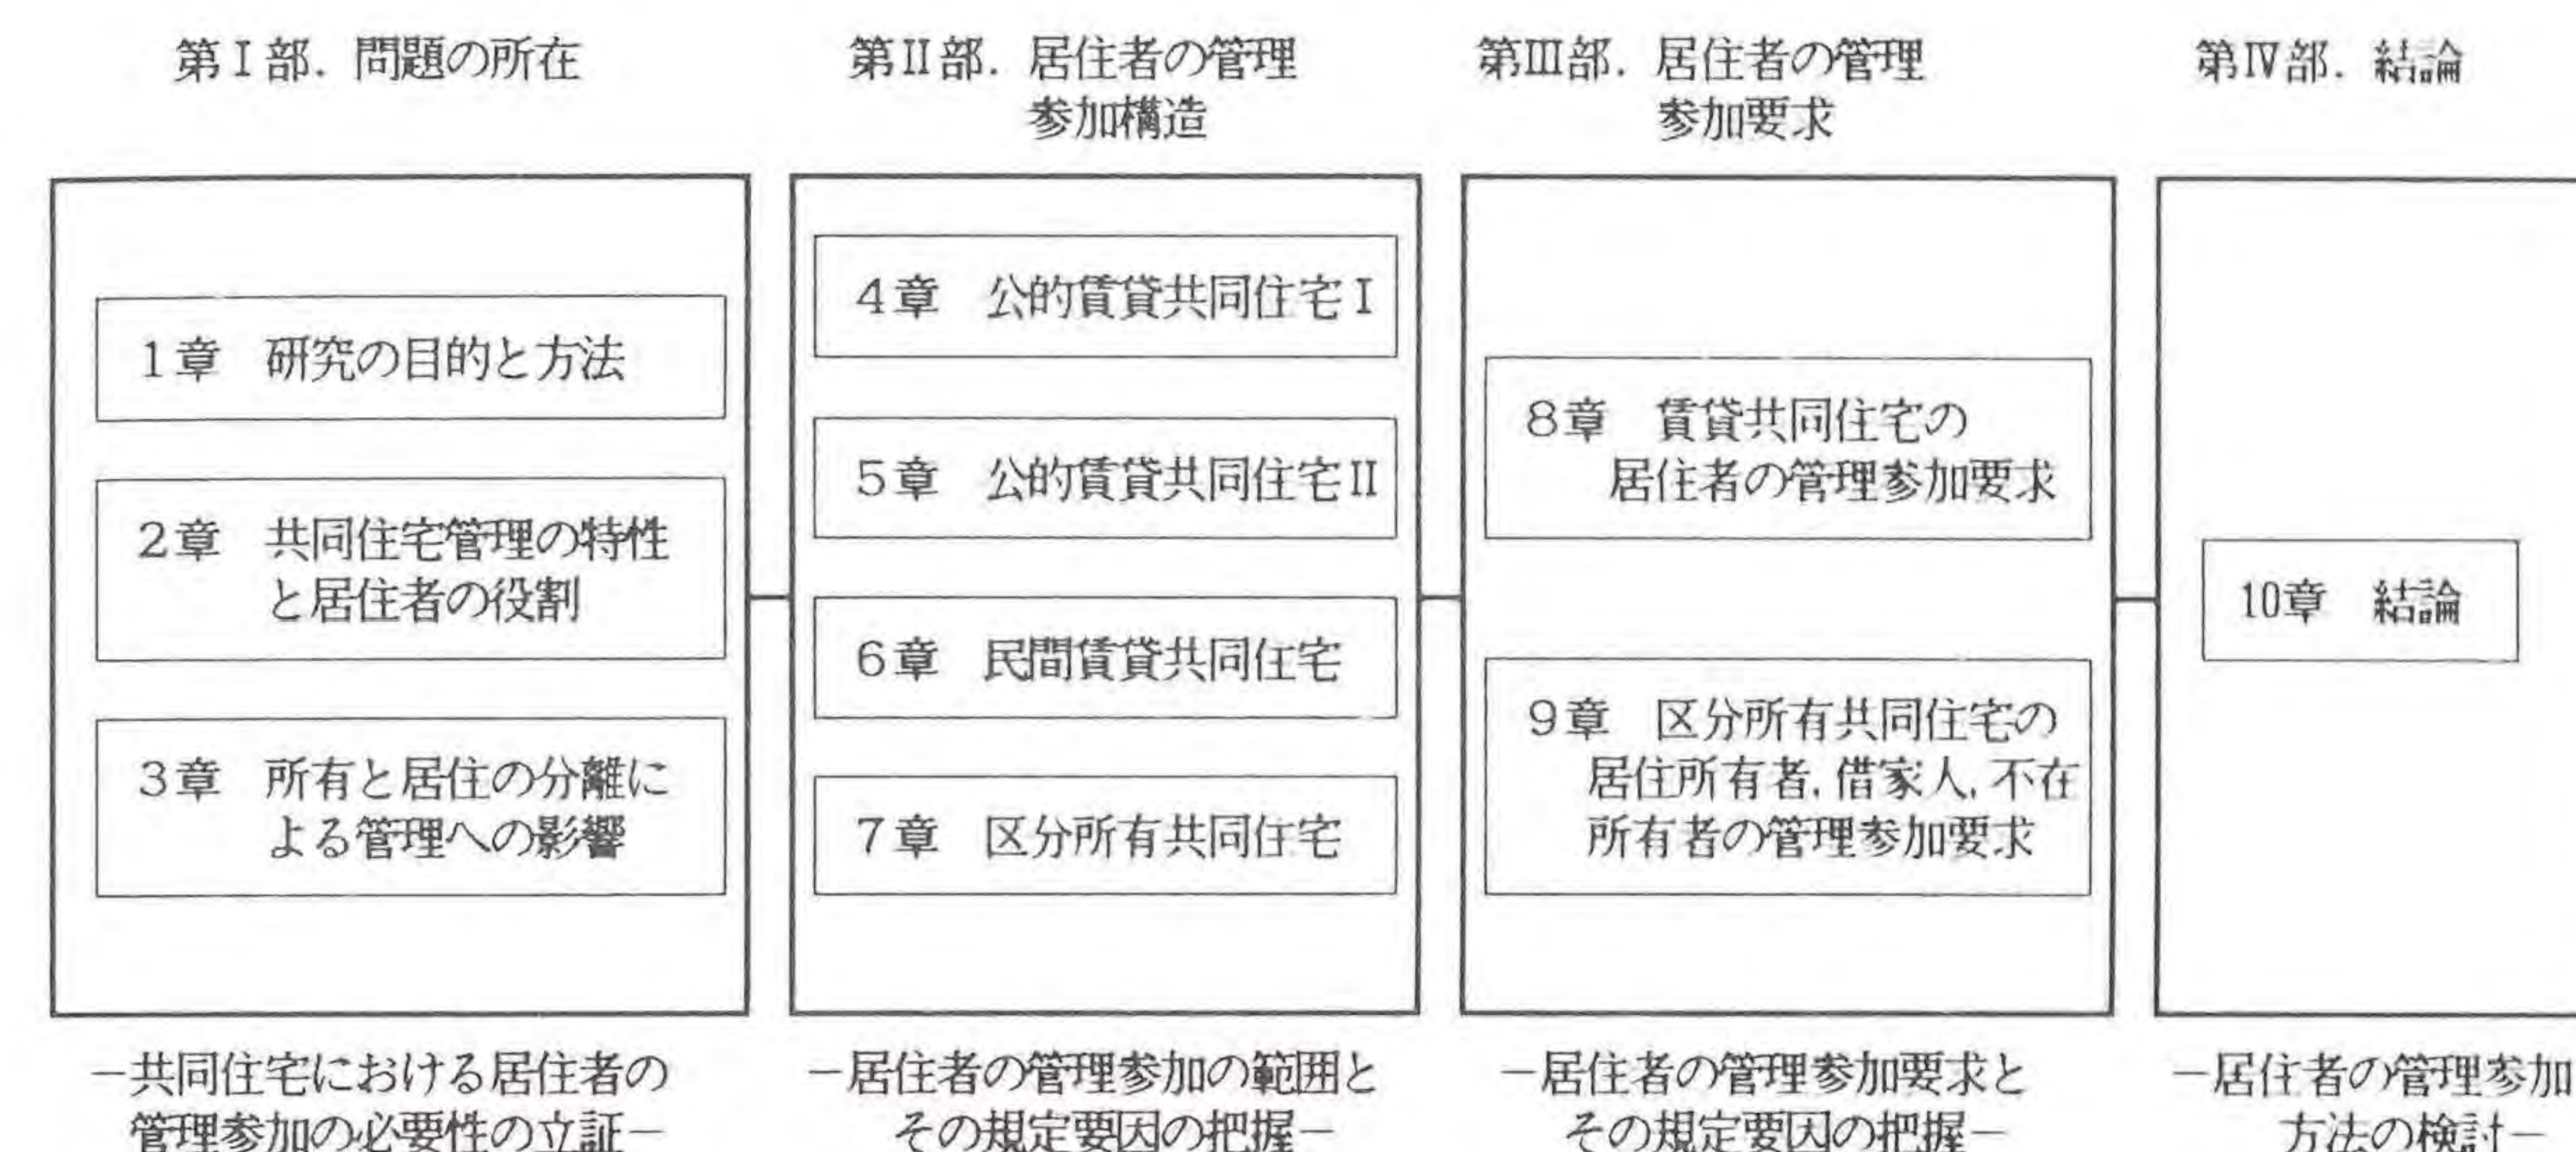 第Ⅰ部. 問題の所在
1章 研究の目的と方法
2章 共同住宅管理の特性
と居住者の役割
3章 所有と居住の分離に
よる管理への影響
－共同住宅における居住者の
管理参加の必要性の立証－
第Ⅱ部. 居住者の管理
参加構造
4章 公的賃貸共同住宅Ⅰ
5章 公的賃貸共同住宅Ⅱ
6章 民間賃貸共同住宅
7章 区分所有共同住宅
－居住者の管理参加の範囲と
その規定要因の把握－
第Ⅲ部. 居住者の管理
参加要求
8章 賃貸共同住宅の
居住者の管理参加要求
9章 区分所有共同住宅の
居住所有者, 借家人, 不在
所有者の管理参加要求
－居住者の管理参加要求と
その規定要因の把握－
第Ⅳ部. 結論
10章 結論
－居住者の管理参加
方法の検討－